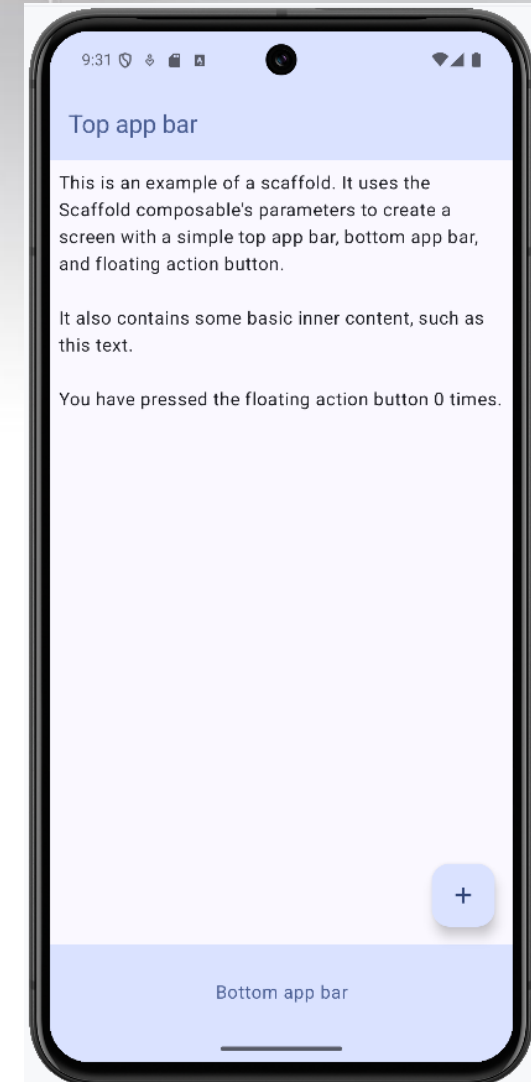 9:31
Top app bar
This is an example of a scaffold. It uses the
Scaffold composable's parameters to create a
screen with a simple top app bar, bottom app bar,
and floating action button.
It also contains some basic inner content, such as
this text.
You have pressed the floating action button 0 times.
+
Bottom app bar